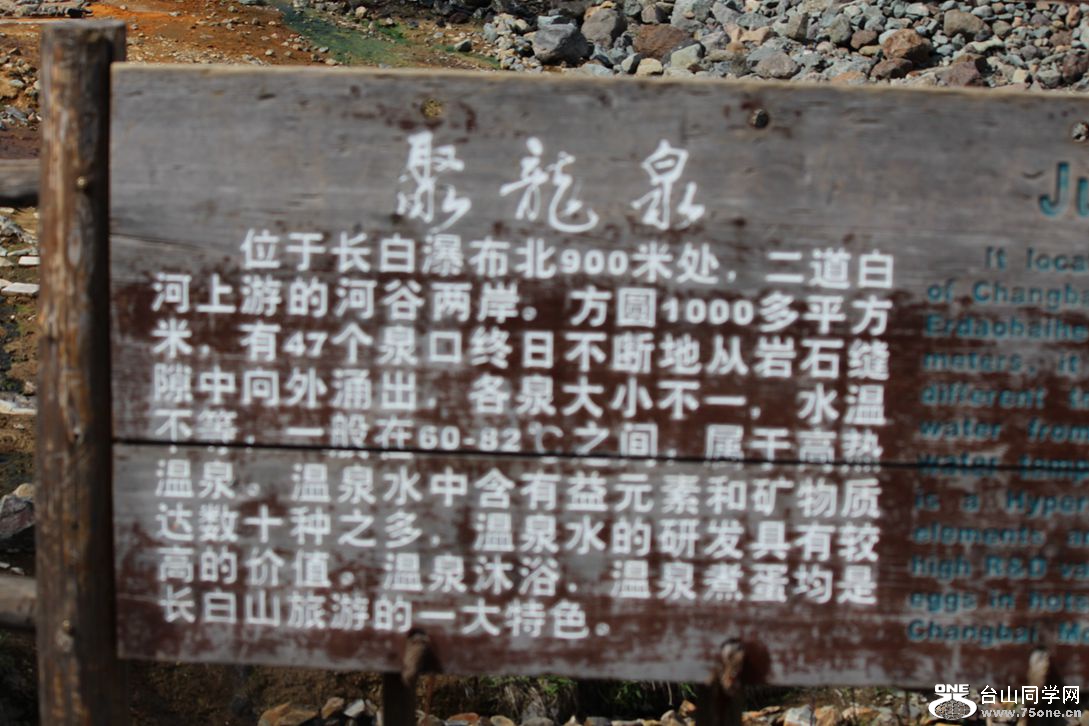 聚龍泉
位于长白瀑布北900米处，二道白
河上游的河谷两岸。方圆1000多平方
米，有47个泉口终日不断地从岩石缝
隙中向外涌出，各泉大小不一，水温
不等，一般在60-82℃之间，属于高热
温泉。温泉水中含有益元素和矿物质
达数十种之多，温泉水的研发具有较
高的价值。温泉沐浴、温泉煮蛋均是
长白山旅游的一大特色。
Ju
It loca
of Changba
Erdaobaihe
meters, it
different
water from
water temp
is a Hyper
elements a
high R&D va
eggs in hots
Changbai M
ONE 台山同学网
www.75one.cn